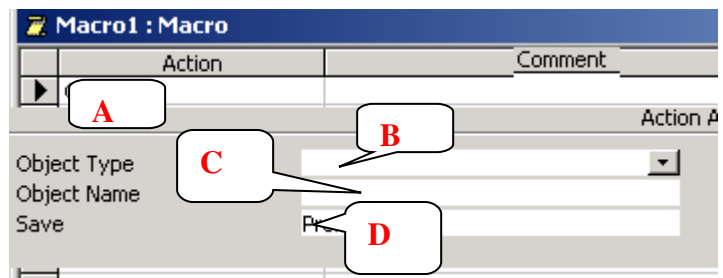 Macro1 : Macro
Action Comment
A
B
Action A
C
Object Type
Object Name
Save
D